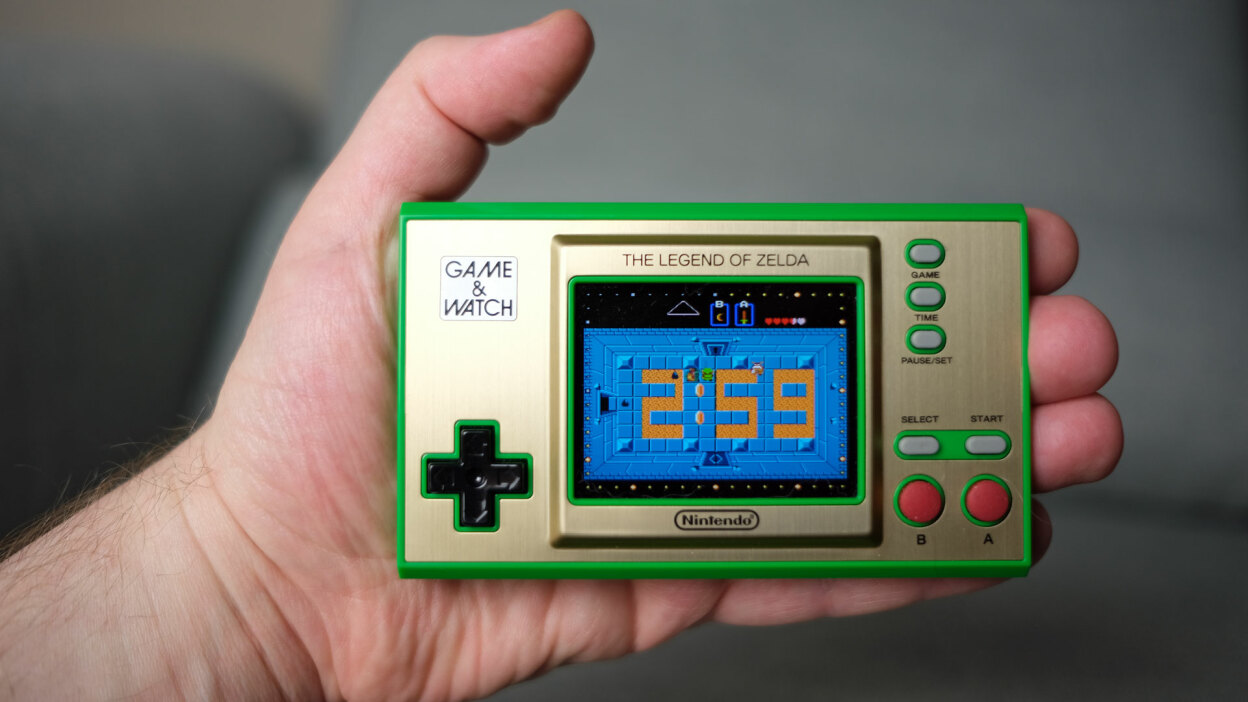 GAME
&
WATCH
THE LEGEND OF ZELDA
B A
2:59
Nintendo®
GAME
TIME
PAUSE/SET
SELECT START
B A